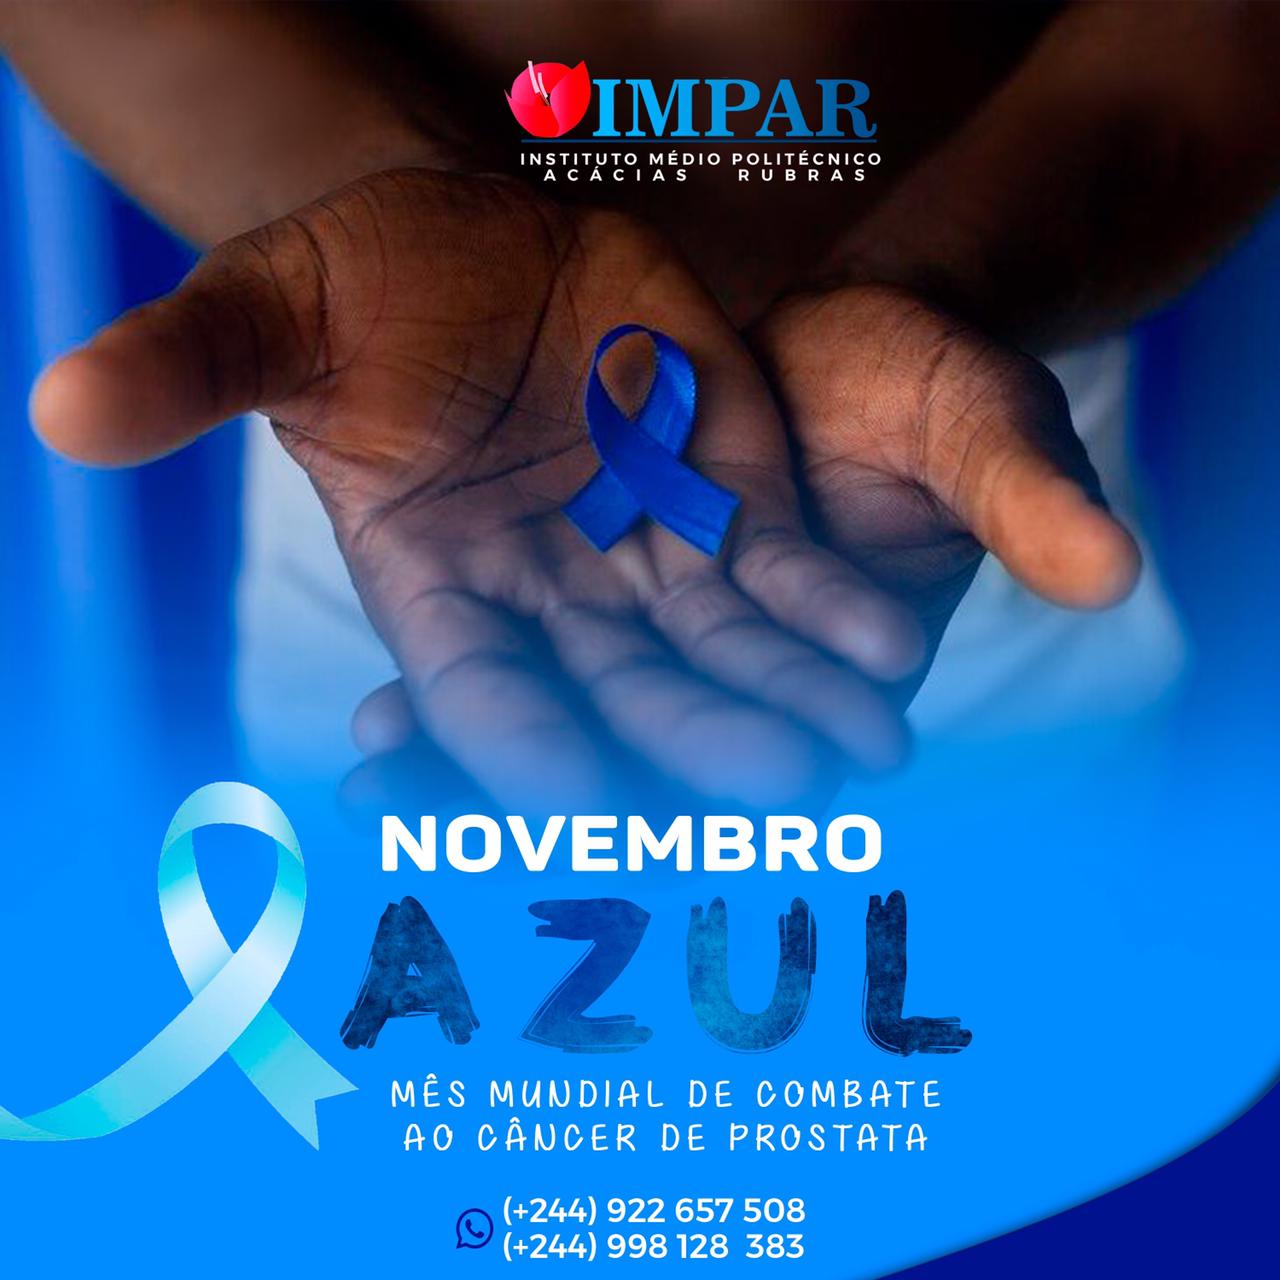 IMPAR
INSTITUTO MÉDIO POLITÉCNICO
ACÁCIAS RUBRAS
NOVEMBRO
AZUL
MÊS MUNDIAL DE COMBATE
AO CÂNCER DE PROSTATA
(+244) 922 657 508
(+244) 998 128 383